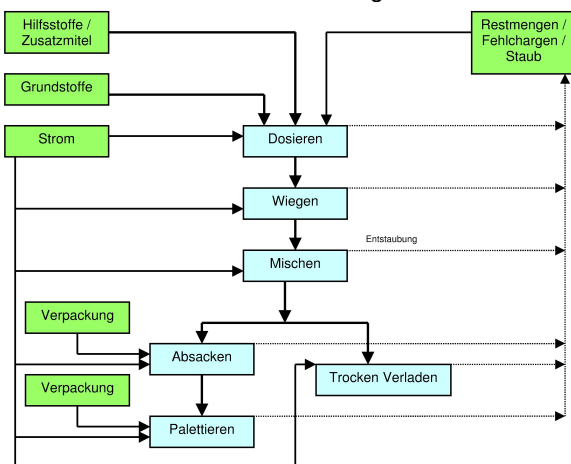 Hilfsstoffe /
Zusatzmitel
Restmengen /
Fehlchargen /
Staub
Grundstoffe
Strom
Dosieren
Wiegen
Entstaubung
Mischen
Verpackung
Absacken
Trocken Verladen
Verpackung
Palettieren